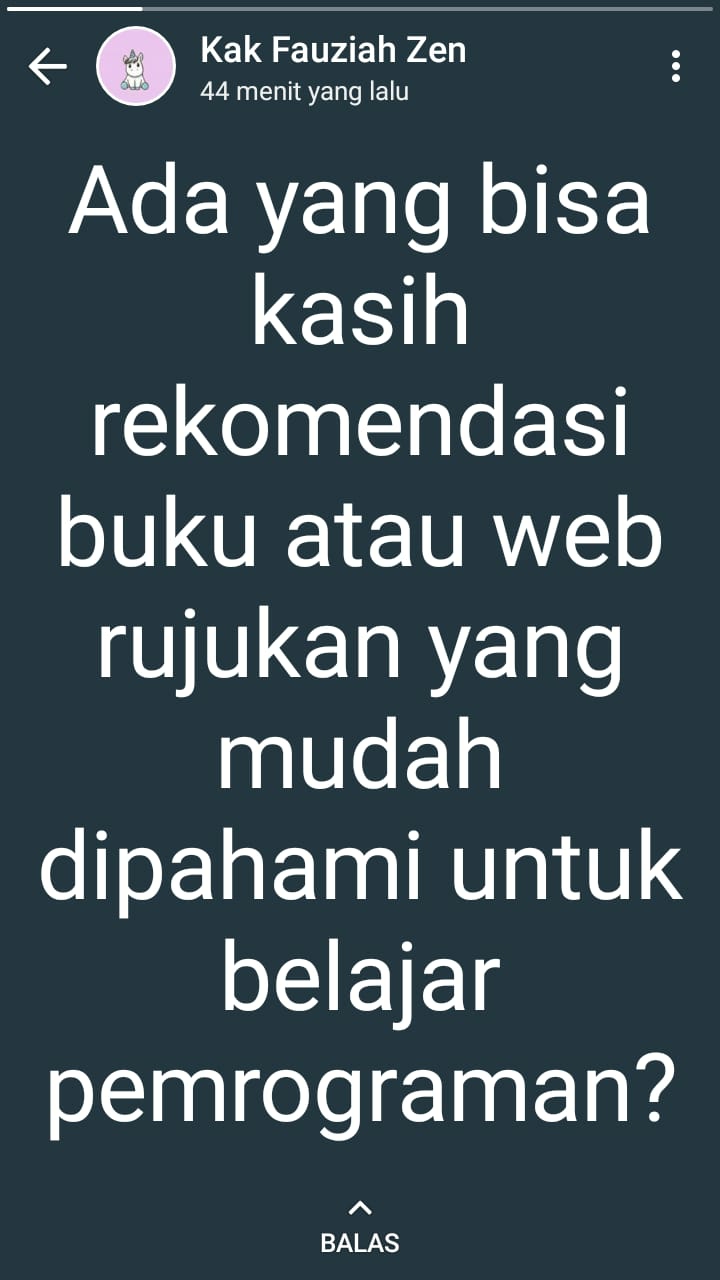 Kak Fauziah Zen
44 menit yang lalu
Ada yang bisa
kasih
rekomendasi
buku atau web
rujukan yang
mudah
dipahami untuk
belajar
pemrograman?
BALAS